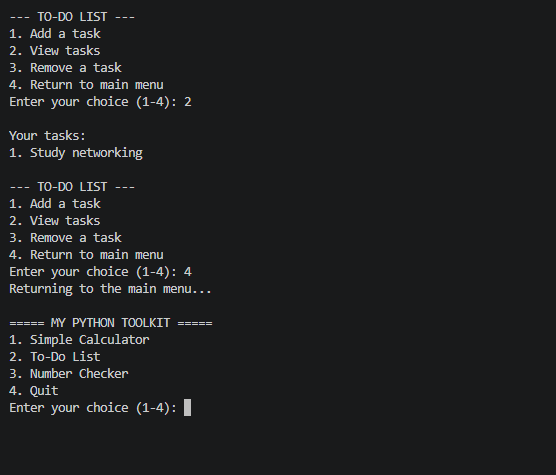 --- TO-DO LIST ---
1. Add a task
2. View tasks
3. Remove a task
4. Return to main menu
Enter your choice (1-4): 2
Your tasks:
1. Study networking
--- TO-DO LIST ---
1. Add a task
2. View tasks
3. Remove a task
4. Return to main menu
Enter your choice (1-4): 4
Returning to the main menu...
===== MY PYTHON TOOLKIT =====
1. Simple Calculator
2. To-Do List
3. Number Checker
4. Quit
Enter your choice (1-4):